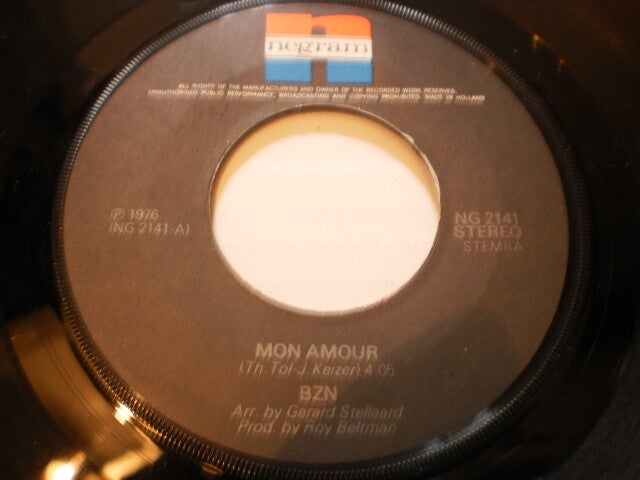 negram
ALL RIGHTS OF THE MANUFACTURERS AND OWNER OF THE RECORDED WORK RESERVED.
UNAUTHORISED PUBLIC PERFORMANCE, BROADCASTING AND COPYING PROHIBITED. MADE IN HOLLAND
℗ 1976
(NG 2141-A)
NG 2141
STEREO
STEMRA
MON AMOUR
(Th. Tol-J. Keizer) 4.05
BZN
Arr. by Gerard Stellaard
Prod. by Roy Beltman